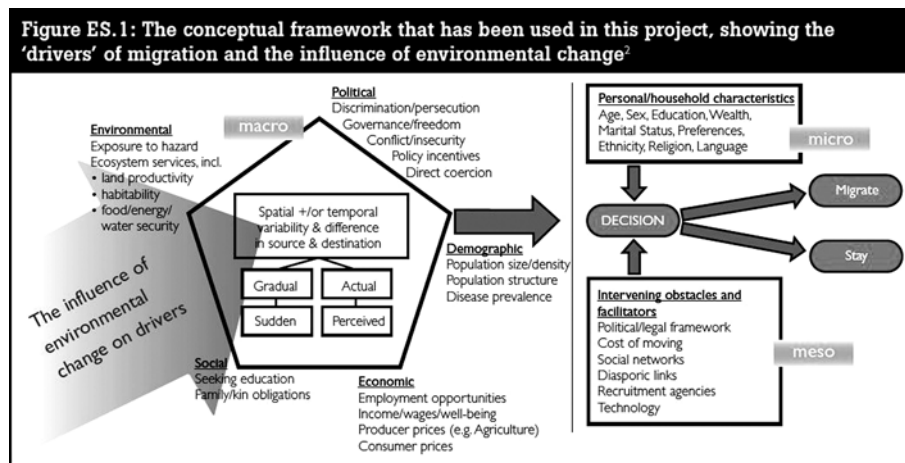 Figure ES.1: The conceptual framework that has been used in this project, showing the
‘drivers’ of migration and the influence of environmental change2
Environmental
Exposure to hazard
Ecosystem services, incl.
• land productivity
• habitability
• food/energy/
water security
macro
Political
Discrimination/persecution
Governance/freedom
Conflict/insecurity
Policy incentives
Direct coercion
Spatial +/or temporal
variability & difference
in source & destination
Gradual
Actual
Sudden
Perceived
The influence of
environmental
change on drivers
Demographic
Population size/density
Population structure
Disease prevalence
Social
Seeking education
Family/kin obligations
Economic
Employment opportunities
Income/wages/well-being
Producer prices (e.g. Agriculture)
Consumer prices
Personal/household characteristics
Age, Sex, Education, Wealth,
Marital Status, Preferences,
Ethnicity, Religion, Language
micro
DECISION
Migrate
Stay
Intervening obstacles and
facilitators
Political/legal framework
Cost of moving
Social networks
Diasporic links
Recruitment agencies
Technology
meso